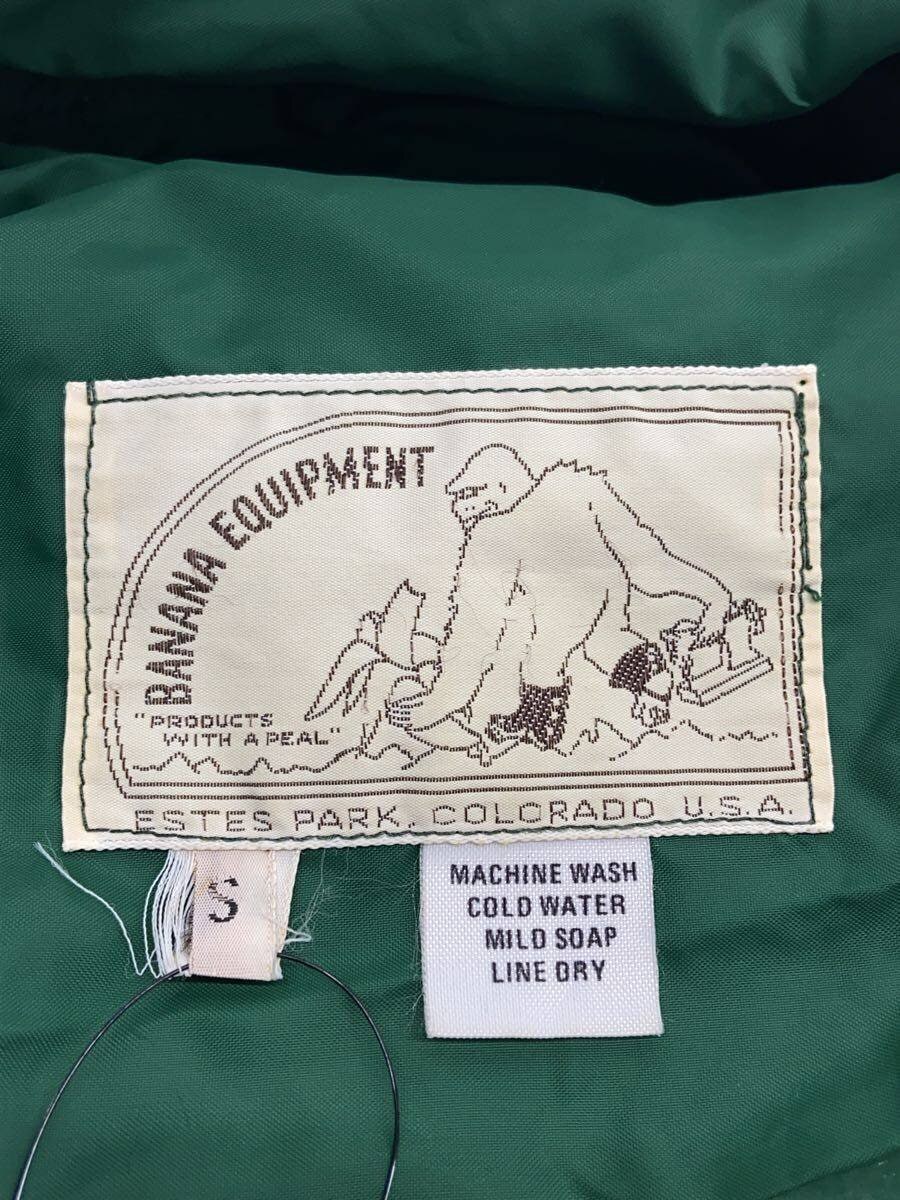 BANANA EQUIPMENT
"PRODUCTS
WITH A PEAL"
ESTES PARK, COLORADO U.S.A.
S
MACHINE WASH
COLD WATER
MILD SOAP
LINE DRY